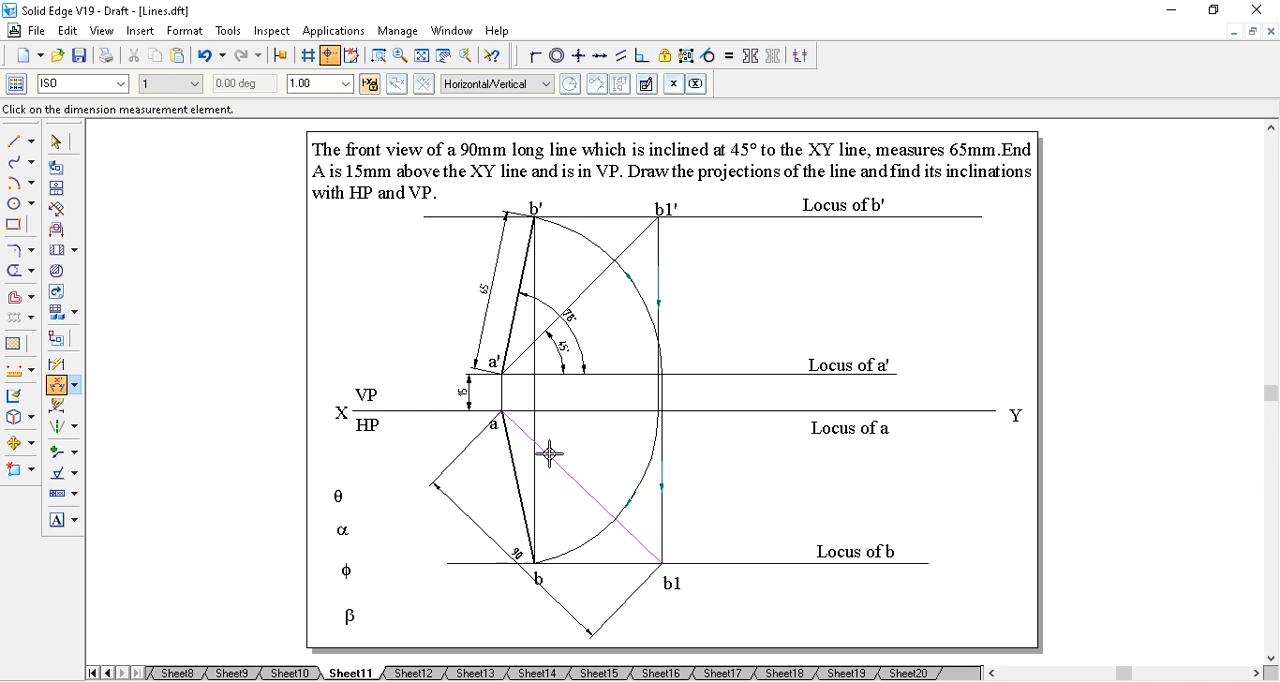 Solid Edge V19 - Draft - [Lines.dft]
File Edit View Insert Format Tools Inspect Applications Manage Window Help
ISO 1 0.00 deg 1.00 Horizontal/Vertical
Click on the dimension measurement element.
The front view of a 90mm long line which is inclined at 45° to the XY line, measures 65mm.End
A is 15mm above the XY line and is in VP. Draw the projections of the line and find its inclinations
with HP and VP.
b' b1' Locus of b'
65
78°
45°
a' Locus of a'
15
VP
X Y
HP
a Locus of a
θ
α
90 Locus of b
ϕ
b b1
β
Sheet8 Sheet9 Sheet10 Sheet11 Sheet12 Sheet13 Sheet14 Sheet15 Sheet16 Sheet17 Sheet18 Sheet19 Sheet20